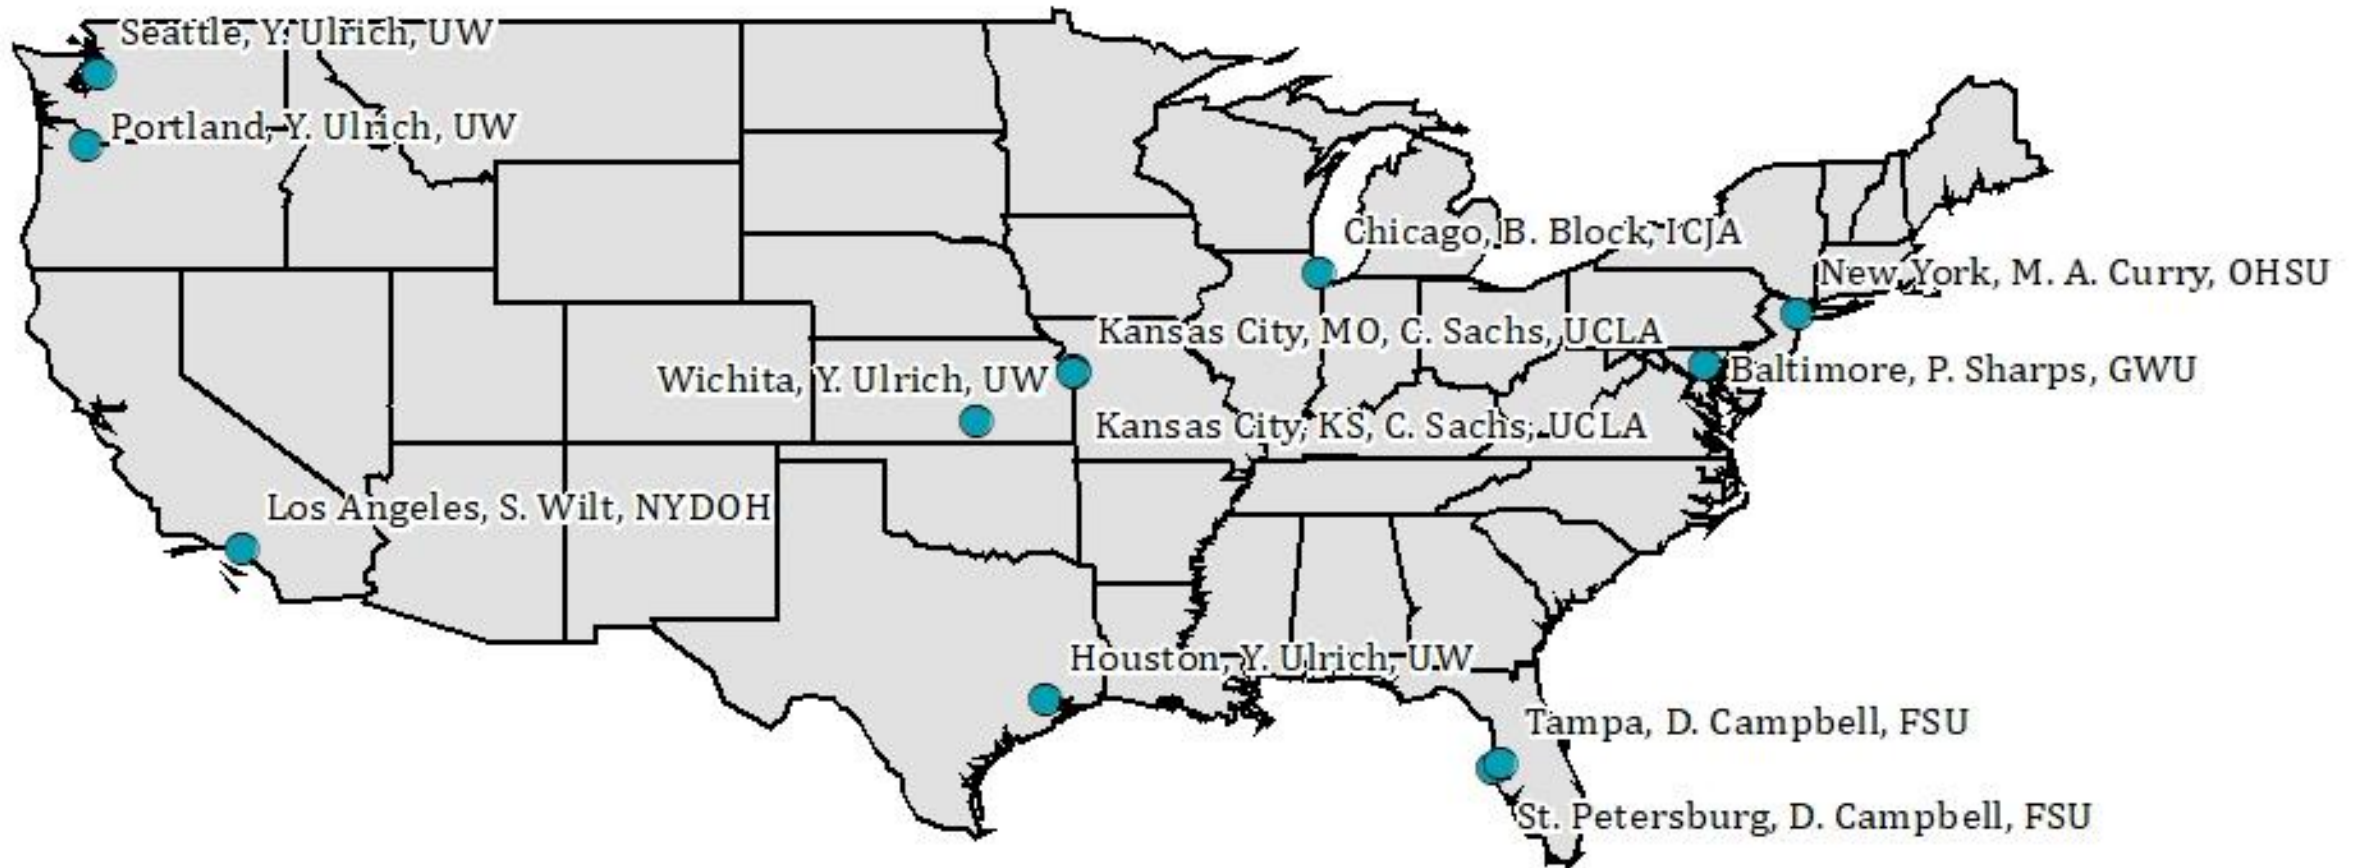 Seattle, Y. Ulrich, UW
Portland, Y. Ulrich, UW
Chicago, B. Block, ICJA
New York, M. A. Curry, OHSU
Kansas City, MO, C. Sachs, UCLA
Wichita, Y. Ulrich, UW
Baltimore, P. Sharps, GWU
Kansas City, KS, C. Sachs, UCLA
Los Angeles, S. Wilt, NYDOH
Houston, Y. Ulrich, UW
Tampa, D. Campbell, FSU
St. Petersburg, D. Campbell, FSU